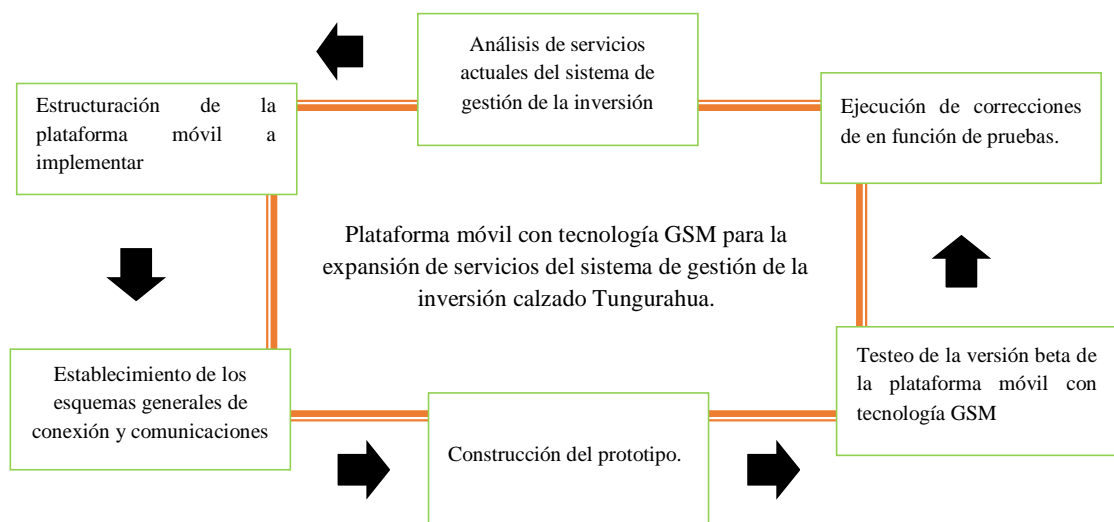 Análisis de servicios
actuales del sistema de
gestión de la inversión
Estructuración de la
plataforma móvil a
implementar
Ejecución de correcciones
de en función de pruebas.
Plataforma móvil con tecnología GSM para la
expansión de servicios del sistema de gestión de la
inversión calzado Tungurahua.
Establecimiento de los
esquemas generales de
conexión y comunicaciones
Construcción del prototipo.
Testeo de la versión beta de
la plataforma móvil con
tecnología GSM